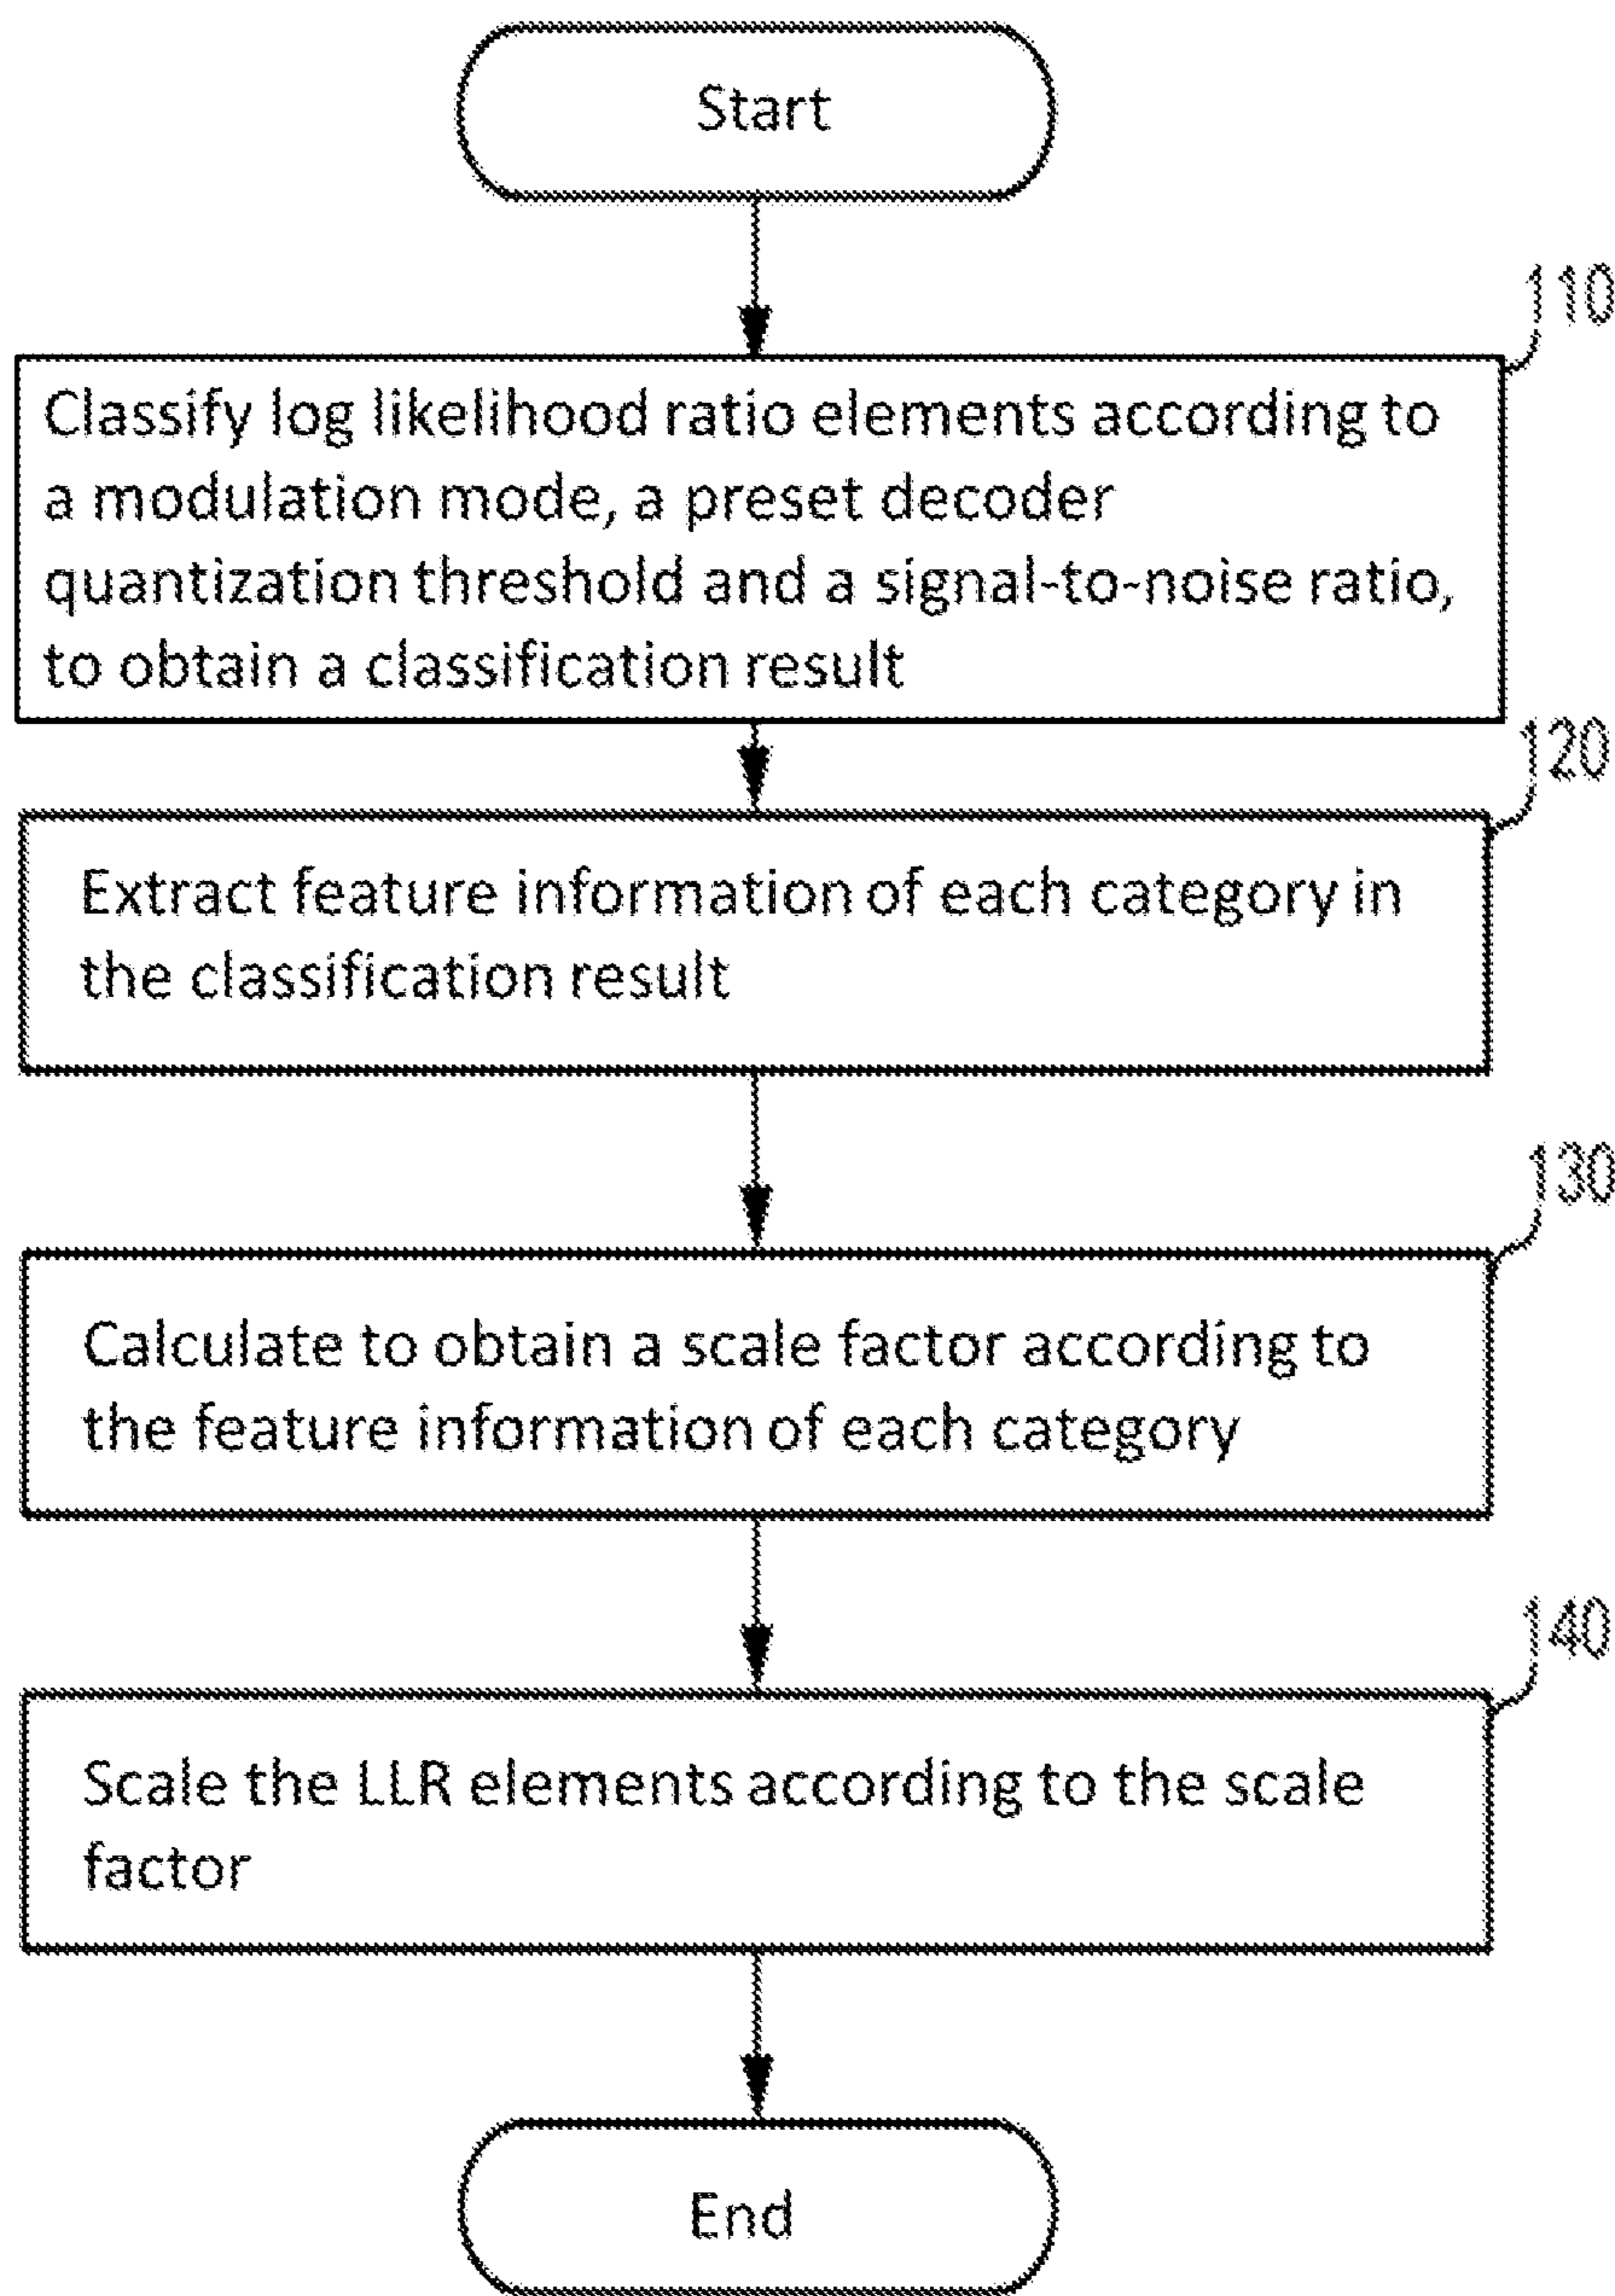 Start
110
Classify log likelihood ratio elements according to
a modulation mode, a preset decoder
quantization threshold and a signal-to-noise ratio,
to obtain a classification result
120
Extract feature information of each category in
the classification result
130
Calculate to obtain a scale factor according to
the feature information of each category
140
Scale the LLR elements according to the scale
factor
End